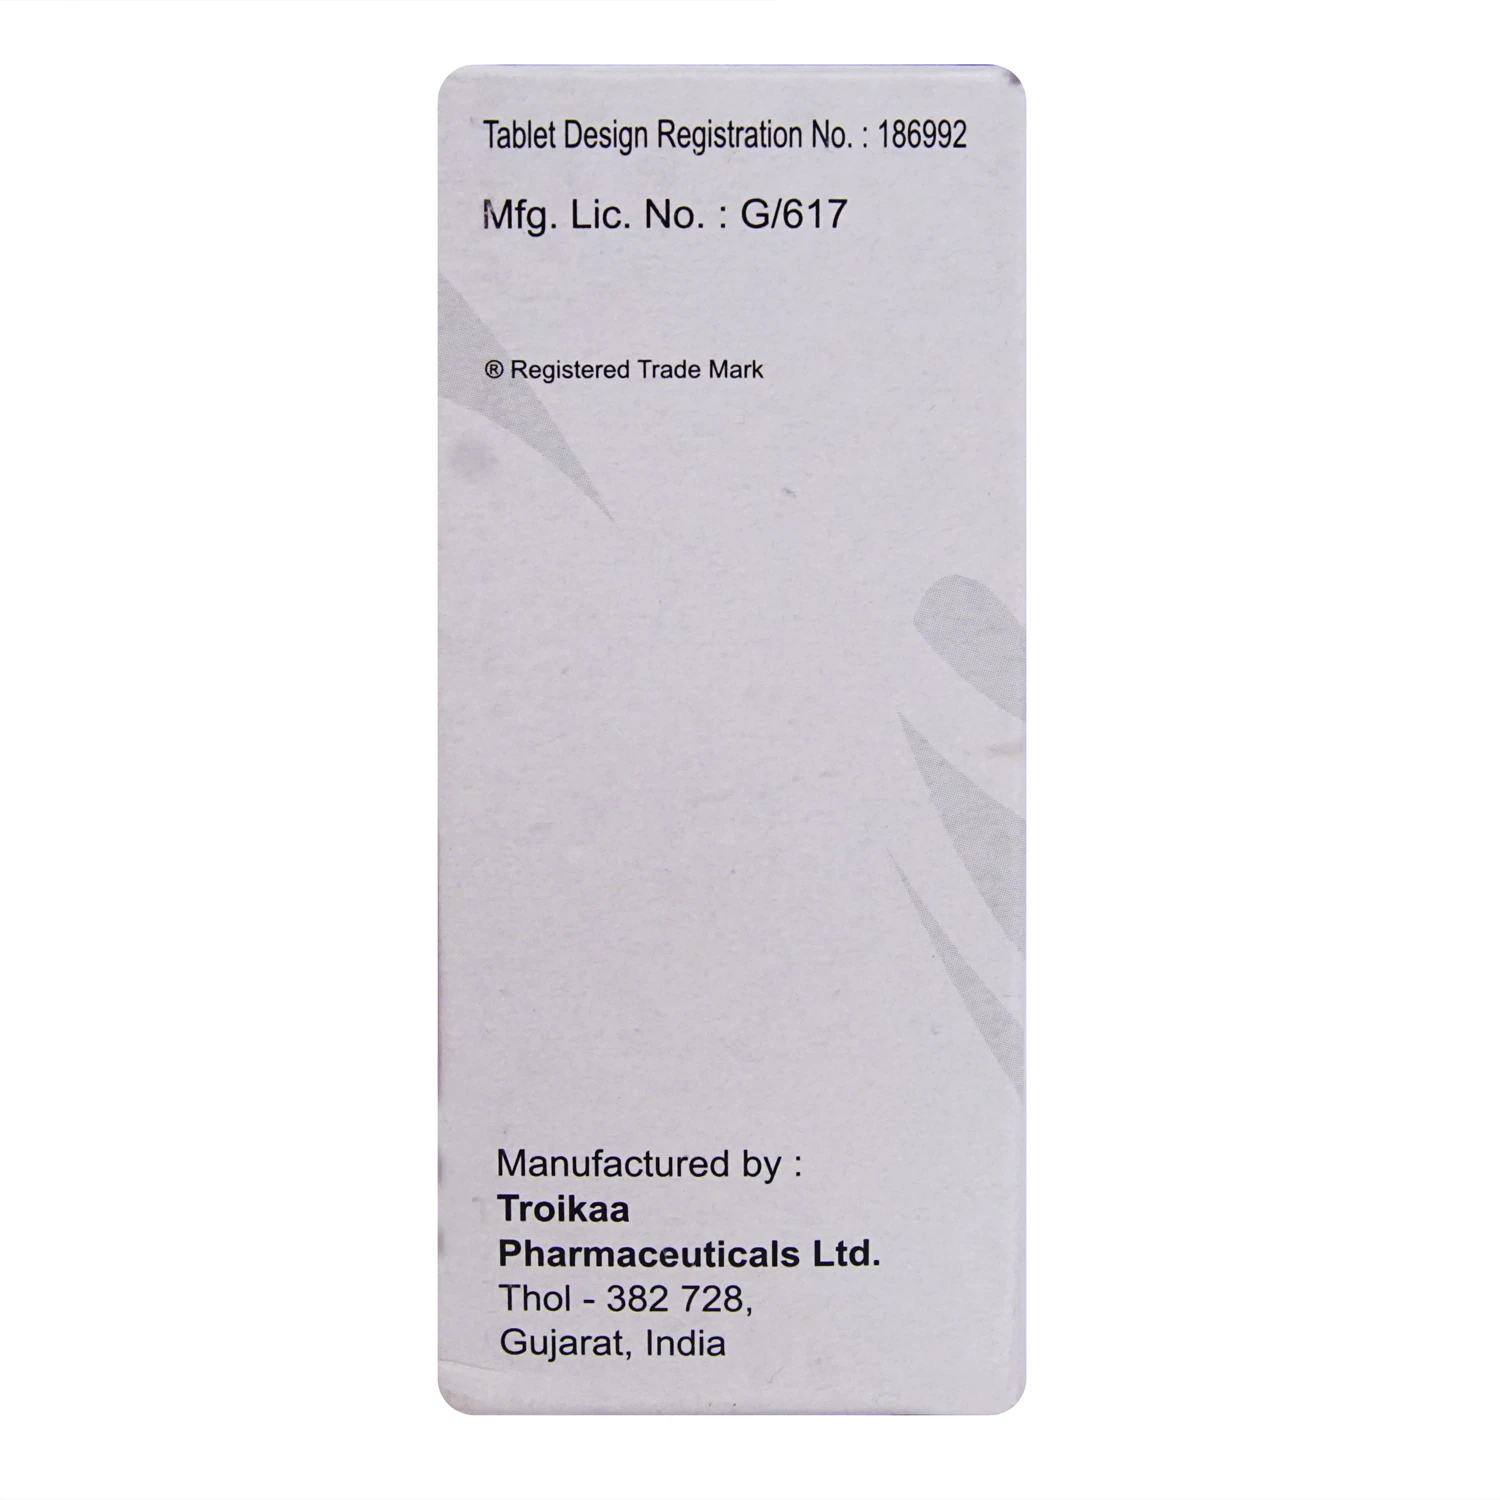 Tablet Design Registration No. : 186992
Mfg. Lic. No. : G/617
® Registered Trade Mark
Manufactured by :
Troikaa
Pharmaceuticals Ltd.
Thol - 382 728,
Gujarat, India